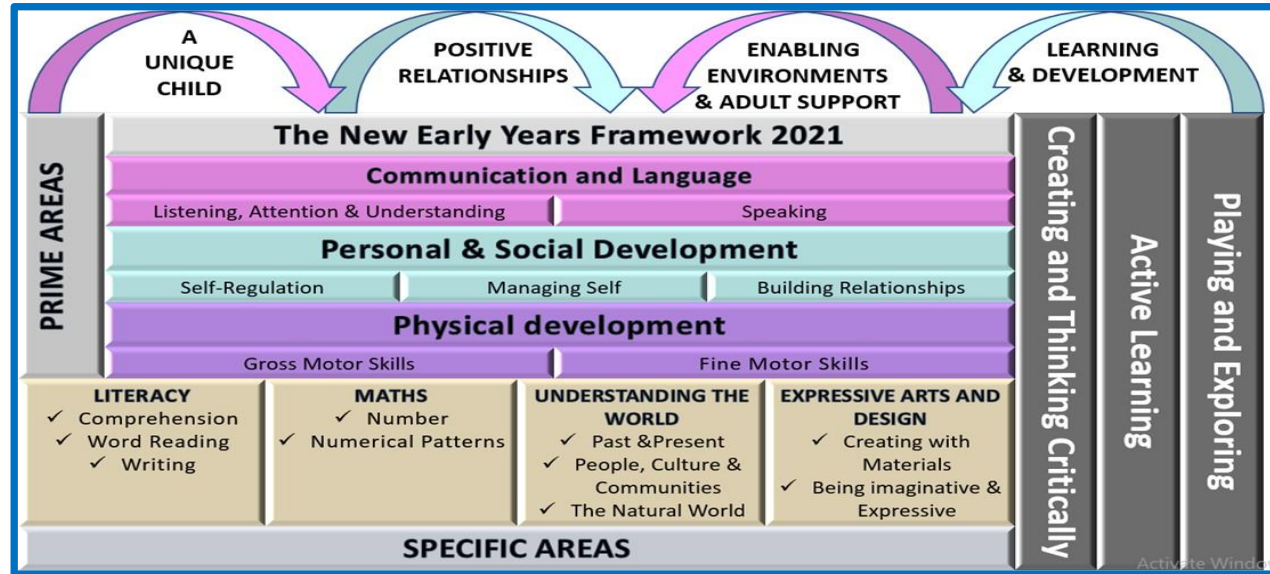 A
UNIQUE
CHILD
POSITIVE
RELATIONSHIPS
ENABLING
ENVIRONMENTS
& ADULT SUPPORT
LEARNING
& DEVELOPMENT
PRIME AREAS
The New Early Years Framework 2021
Communication and Language
Listening, Attention & Understanding
Speaking
Personal & Social Development
Self-Regulation
Managing Self
Building Relationships
Physical development
Gross Motor Skills
Fine Motor Skills
LITERACY
✓ Comprehension
✓ Word Reading
✓ Writing
MATHS
✓ Number
✓ Numerical Patterns
UNDERSTANDING THE
WORLD
✓ Past &Present
✓ People, Culture &
Communities
✓ The Natural World
EXPRESSIVE ARTS AND
DESIGN
✓ Creating with
Materials
✓ Being imaginative &
Expressive
SPECIFIC AREAS
Creating and Thinking Critically
Active Learning
Playing and Exploring
Activate